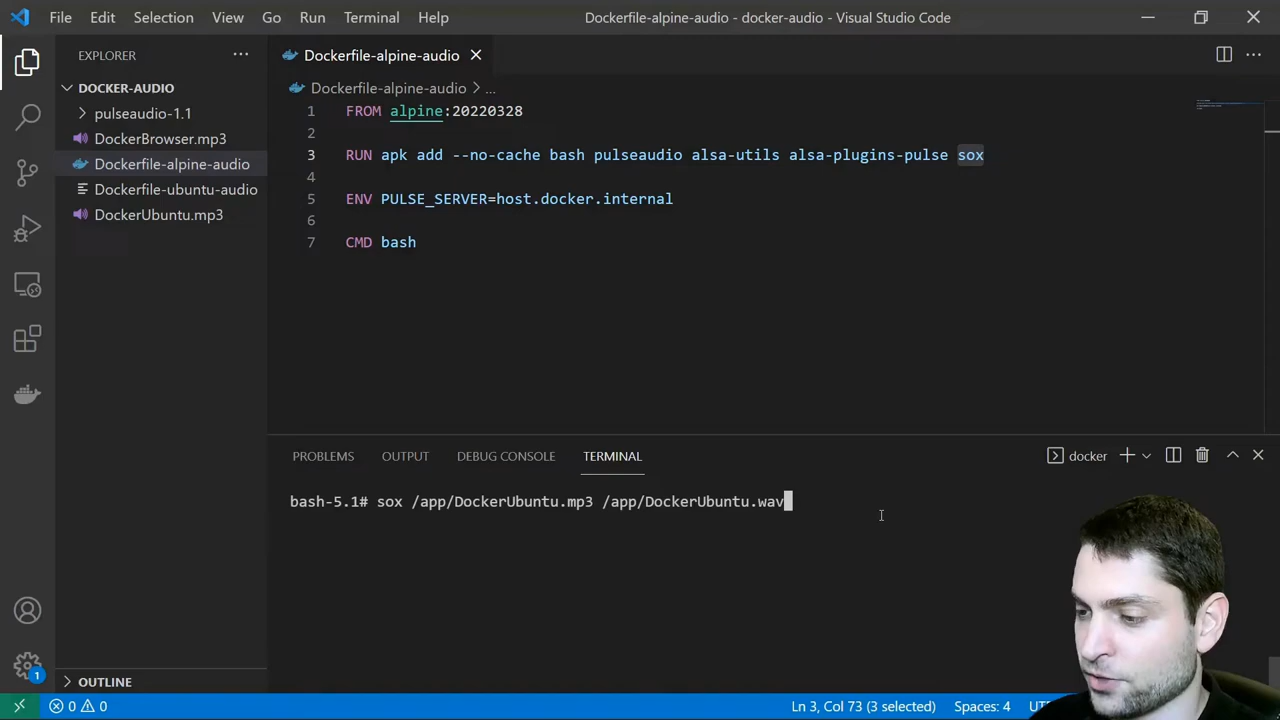 File Edit Selection View Go Run Terminal Help
Dockerfile-alpine-audio - docker-audio - Visual Studio Code
EXPLORER
DOCKER-AUDIO
pulseaudio-1.1
DockerBrowser.mp3
Dockerfile-alpine-audio
Dockerfile-ubuntu-audio
DockerUbuntu.mp3
OUTLINE
Dockerfile-alpine-audio
Dockerfile-alpine-audio > ...
1 FROM alpine:20220328
2
3 RUN apk add --no-cache bash pulseaudio alsa-utils alsa-plugins-pulse sox
4
5 ENV PULSE_SERVER=host.docker.internal
6
7 CMD bash
PROBLEMS OUTPUT DEBUG CONSOLE TERMINAL
docker
bash-5.1# sox /app/DockerUbuntu.mp3 /app/DockerUbuntu.wav
1
0 0 Ln 3, Col 73 (3 selected) Spaces: 4